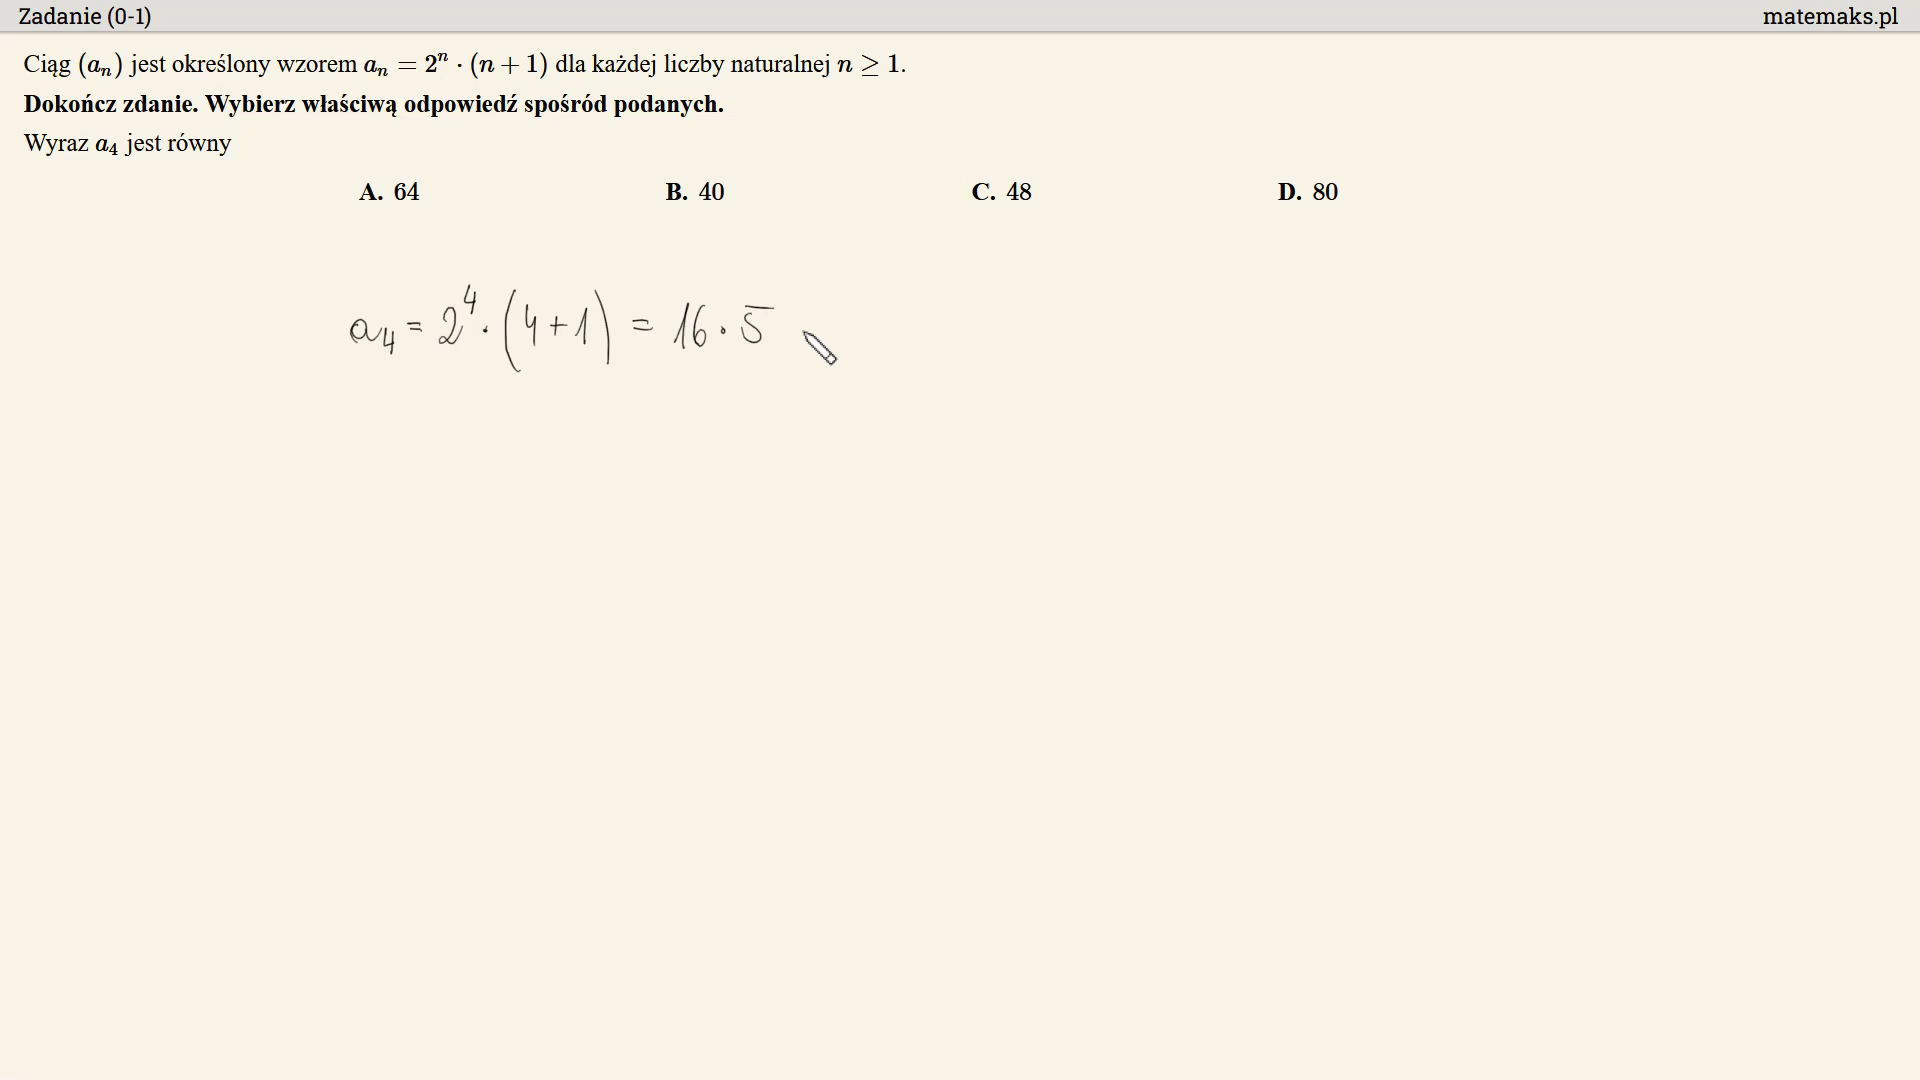 Zadanie (0-1) matemaks.pl
Ciąg (aₙ) jest określony wzorem aₙ = 2ⁿ · (n + 1) dla każdej liczby naturalnej n ≥ 1.
Dokończ zdanie. Wybierz właściwą odpowiedź spośród podanych.
Wyraz a₄ jest równy
A. 64 B. 40 C. 48 D. 80
a₄ = 2⁴ · (4 + 1) = 16 · 5